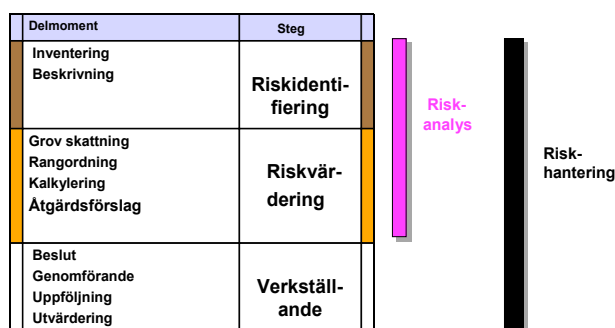 Delmoment
Steg
Inventering
Beskrivning
Riskidenti-
fiering
Grov skattning
Rangordning
Kalkylering
Åtgärdsförslag
Riskvär-
dering
Beslut
Genomförande
Uppföljning
Utvärdering
Verkställ-
ande
Risk-
analys
Risk-
hantering